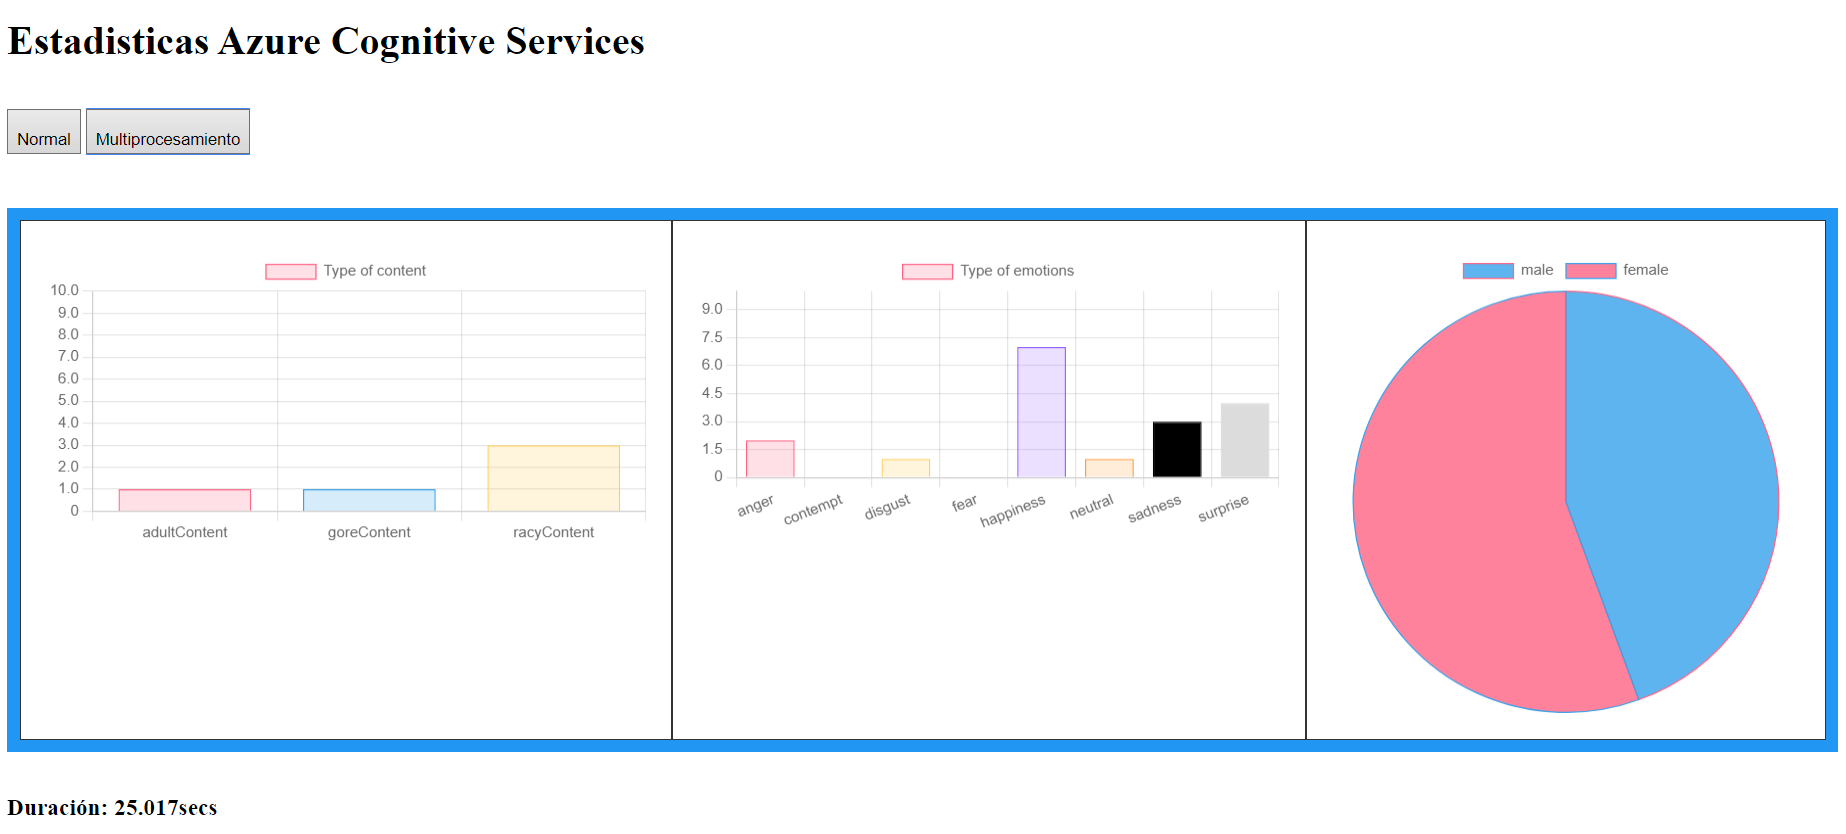 Estadisticas Azure Cognitive Services
Normal Multiprocesamiento
Type of content
10.0
9.0
8.0
7.0
6.0
5.0
4.0
3.0
2.0
1.0
0
adultContent goreContent racyContent
Type of emotions
9.0
7.5
6.0
4.5
3.0
1.5
0
anger contempt disgust fear happiness neutral sadness surprise
male female
Duración: 25.017secs